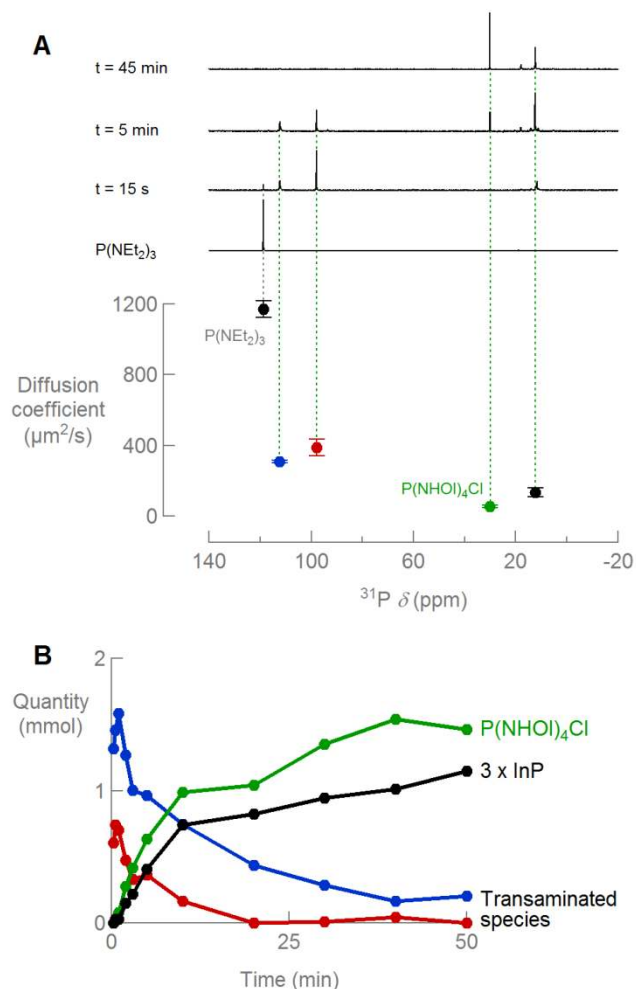 A
t = 45 min
t = 5 min
t = 15 s
P(NEt₂)₃
1200
P(NEt₂)₃
Diffusion
coefficient
(µm²/s)
800
400
P(NHOl)₄Cl
0
140 100 60 20 -20
³¹P δ (ppm)
B
2
Quantity
(mmol)
P(NHOl)₄Cl
3 x InP
1
Transaminated
species
0
0 25 50
Time (min)